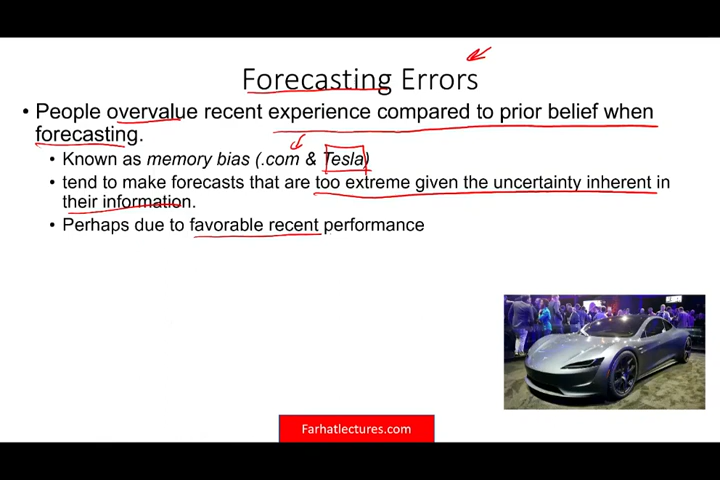 Forecasting Errors
• People overvalue recent experience compared to prior belief when
forecasting.
• Known as memory bias (.com & Tesla)
• tend to make forecasts that are too extreme given the uncertainty inherent in
their information.
• Perhaps due to favorable recent performance
Farhatlectures.com